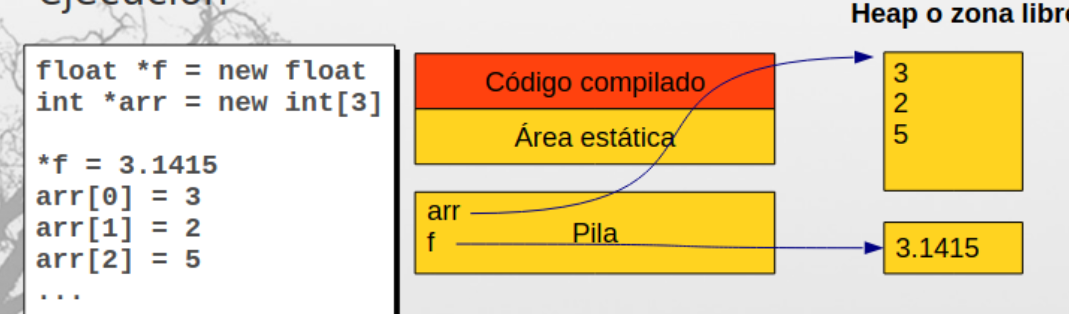 ejecución
Heap o zona libre
float *f = new float
int *arr = new int[3]
*f = 3.1415
arr[0] = 3
arr[1] = 2
arr[2] = 5
...
Código compilado
Área estática
arr
f
Pila
3
2
5
3.1415